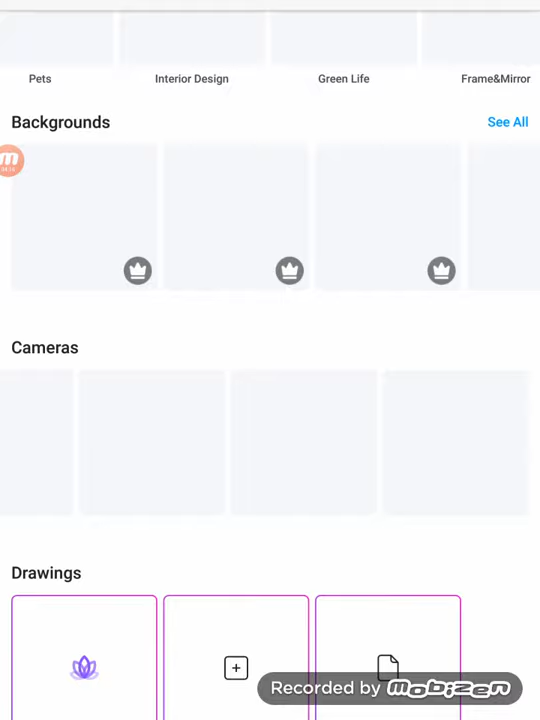 Pets
Interior Design
Green Life
Frame&Mirror
Backgrounds
See All
Cameras
Drawings
Recorded by mobizen